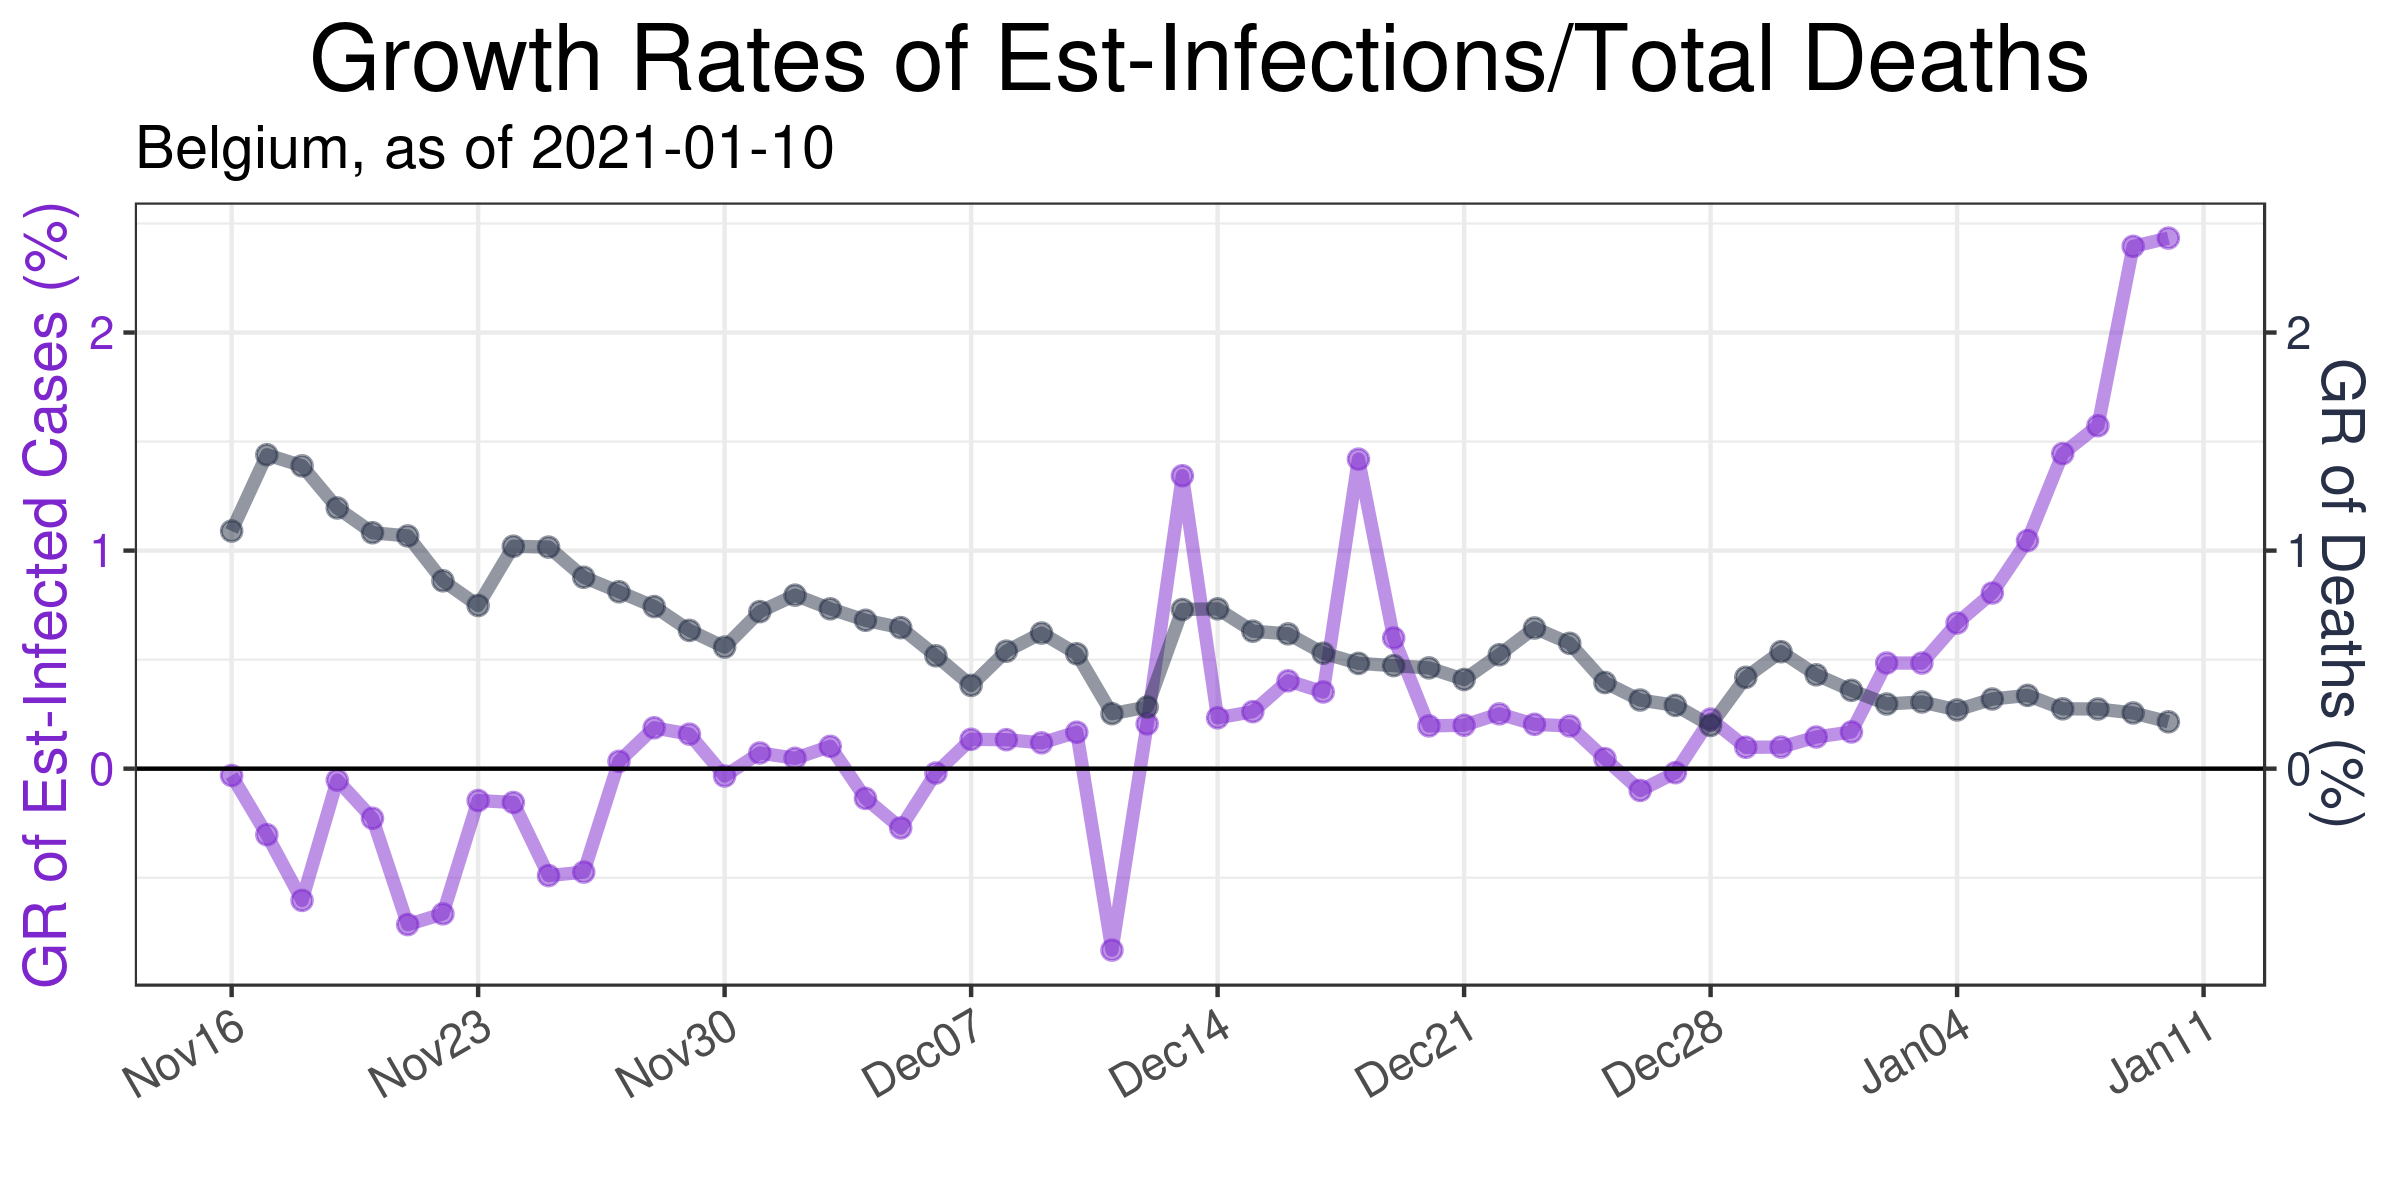 Growth Rates of Est-Infections/Total Deaths
Belgium, as of 2021-01-10
GR of Est-Infected Cases (%)
2
1
0
2
1
0
GR of Deaths (%)
Nov16
Nov23
Nov30
Dec07
Dec14
Dec21
Dec28
Jan04
Jan11